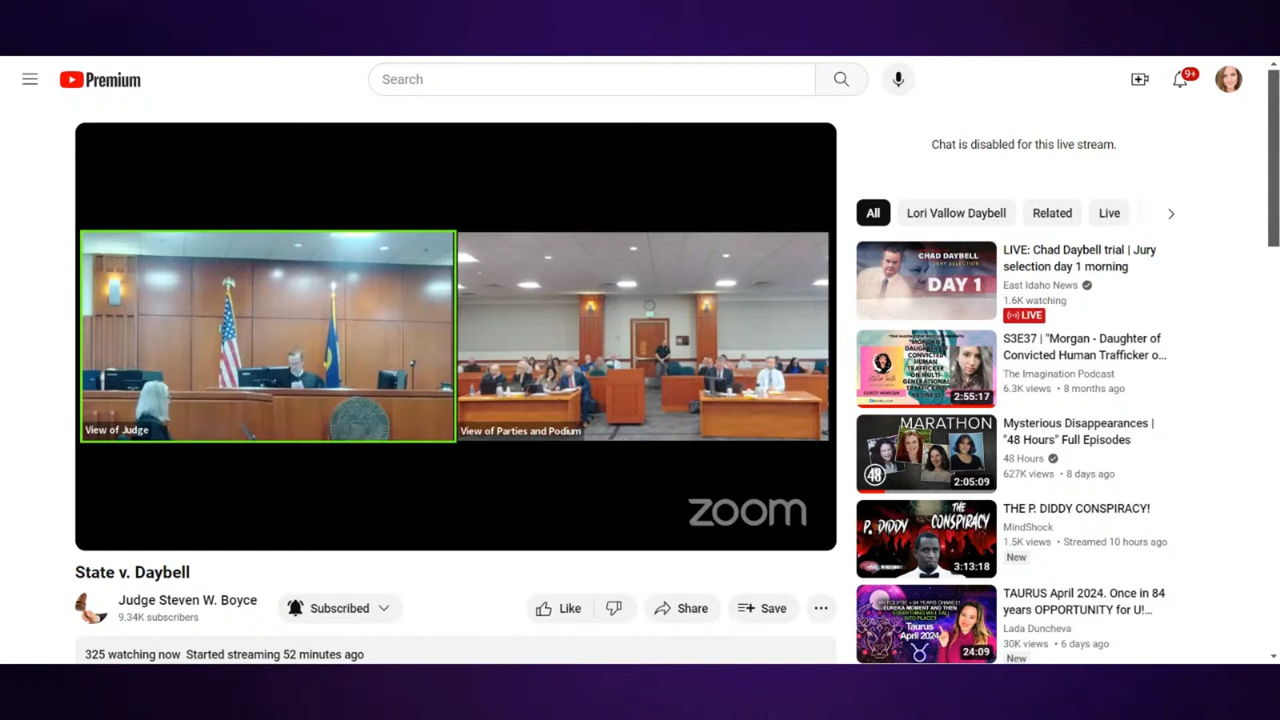 Premium
Search
9+
Chat is disabled for this live stream.
All
Lori Vallow Daybell
Related
Live
View of Judge
View of Parties and Podium
zoom
CHAD DAYBELL
JURY SELECTION
DAY 1
LIVE: Chad Daybell trial | Jury
selection day 1 morning
East Idaho News
1.6K watching
LIVE
2:55:17
S3E37 | "Morgan - Daughter of
Convicted Human Trafficker o...
The Imagination Podcast
6.3K views • 8 months ago
MARATHON
48
2:05:09
Mysterious Disappearances |
"48 Hours" Full Episodes
48 Hours
627K views • 8 days ago
P. DIDDY
THE
CONSPIRACY
3:13:18
THE P. DIDDY CONSPIRACY!
MindShock
1.5K views • Streamed 10 hours ago
New
Taurus
April 2024
24:09
TAURUS April 2024. Once in 84
years OPPORTUNITY for U!...
Lada Duncheva
30K views • 6 days ago
New
State v. Daybell
Judge Steven W. Boyce
9.34K subscribers
Subscribed
Like
Share
Save
325 watching now Started streaming 52 minutes ago